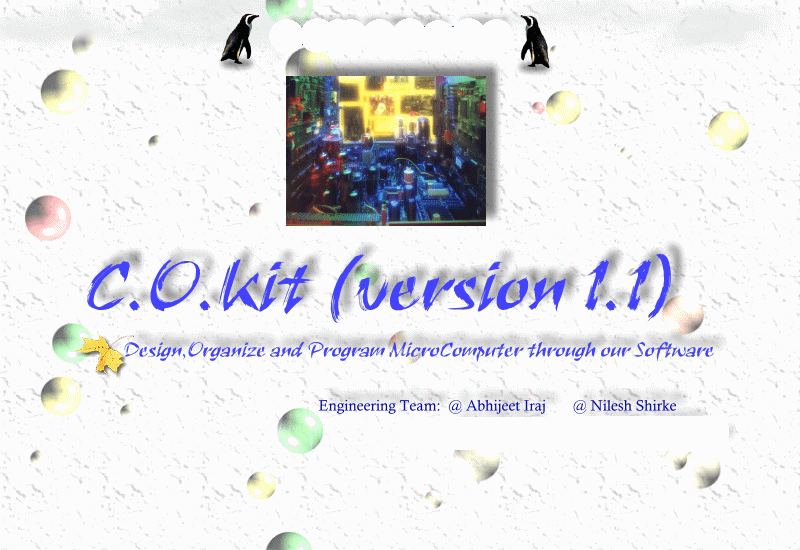 C.O.kit (version 1.1)
Design,Organize and Program MicroComputer through our Software
Engineering Team: @ Abhijeet Iraj @ Nilesh Shirke